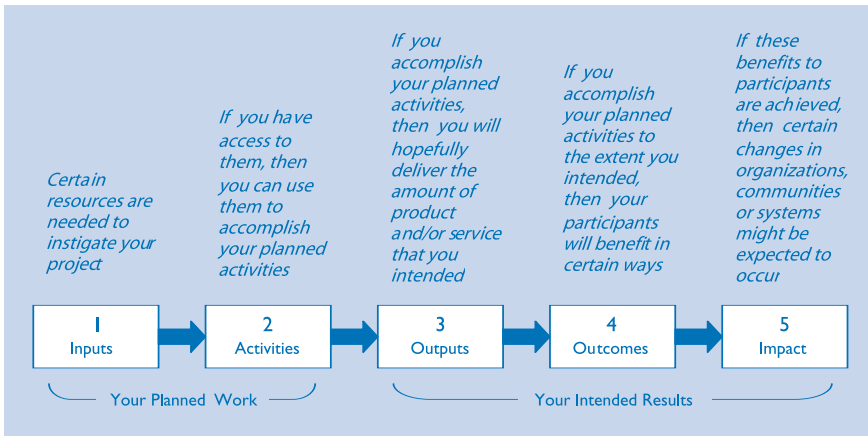 Certain
resources are
needed to
instigate your
project
If you have
access to
them, then
you can use
them to
accomplish
your planned
activities
If you
accomplish
your planned
activities,
then you will
hopefully
deliver the
amount of
product
and/or service
that you
intended
If you
accomplish
your planned
activities to
the extent you
intended,
then your
participants
will benefit in
certain ways
If these
benefits to
participants
are achieved,
then certain
changes in
organizations,
communities
or systems
might be
expected to
occur
1
Inputs
2
Activities
3
Outputs
4
Outcomes
5
Impact
Your Planned Work
Your Intended Results